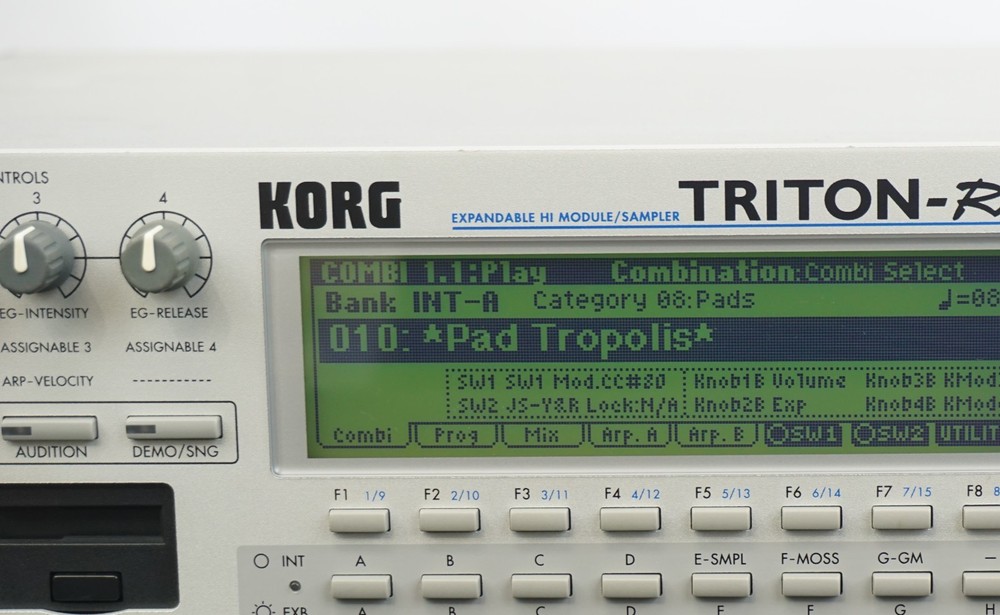 NTROLS
3 4
KORG
EXPANDABLE HI MODULE/SAMPLER TRITON-R
EG-INTENSITY EG-RELEASE
ASSIGNABLE 3 ASSIGNABLE 4
ARP-VELOCITY ------------
AUDITION DEMO/SNG
COMBI 1.1:Play Combination:Combi Select
Bank INT-A Category 08:Pads ♩=08
010: *Pad Tropolis*
SW1 SW1 Mod.CC#80 Knob1B Volume Knob3B KMod
SW2 JS-Y&R Lock:N/A Knob2B Exp Knob4B KMod
Combi Prog Mix Arp. A Arp. B SW1 SW2 UTILIT
F1 1/9 F2 2/10 F3 3/11 F4 4/12 F5 5/13 F6 6/14 F7 7/15 F8 8
INT A B C D E-SMPL F-MOSS G-GM —
EXB A B C D E F G H